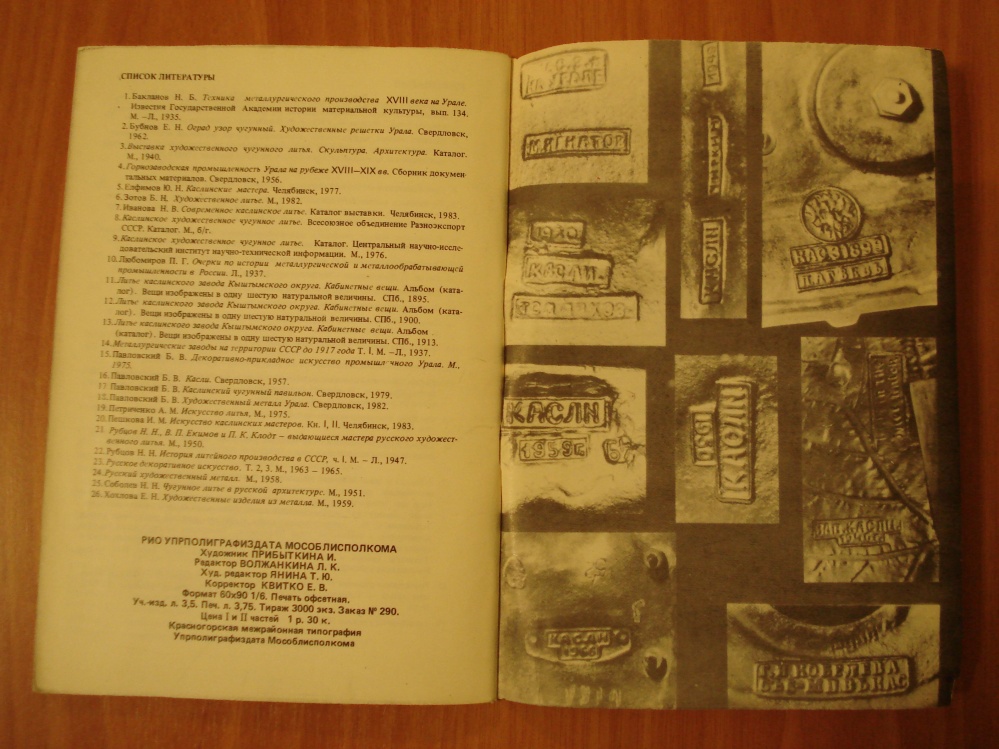 СПИСОК ЛИТЕРАТУРЫ
1. Бакланов Н. Б. Техника металлургического производства XVIII века на Урале.
Известия Государственной Академии истории материальной культуры, вып. 134.
М. –Л., 1935.
2. Бубнов Е. Н. Оград узор чугунный. Художественные решетки Урала. Свердловск,
1962.
3. Выставка художественного чугунного литья. Скульптура. Архитектура. Каталог.
М., 1940.
4. Горнозаводская промышленность Урала на рубеже XVIII–XIX вв. Сборник докумен-
тальных материалов. Свердловск, 1956.
5. Елфимов Ю. Н. Каслинские мастера. Челябинск, 1977.
6. Зотов Б. Н. Художественное литье. М., 1982.
7. Иванова Н. В. Современное каслинское литье. Каталог выставки. Челябинск, 1983.
8. Каслинское художественное чугунное литье. Всесоюзное объединение Разноэкспорт
СССР. Каталог. М., б/г.
9. Каслинское художественное чугунное литье. Каталог. Центральный научно-иссле-
довательский институт научно-технической информации. М., 1976.
10. Любомиров П. Г. Очерки по истории металлургической и металлообрабатывающей
промышленности в России. Л., 1937.
11. Литье каслинского завода Кыштымского округа. Кабинетные вещи. Альбом (ката-
лог). Вещи изображены в одну шестую натуральной величины. СПб., 1895.
12. Литье каслинского завода Кыштымского округа. Кабинетные вещи. Альбом (ката-
лог). Вещи изображены в одну шестую натуральной величины. СПб., 1900.
13. Литье каслинского завода Кыштымского округа. Кабинетные вещи. Альбом
(каталог). Вещи изображены в одну шестую натуральной величины. СПб., 1913.
14. Металлургические заводы на территории СССР до 1917 года Т. I, М. –Л., 1937.
15. Павловский Б. В. Декоративно-прикладное искусство промышленного Урала. М.,
1975.
16. Павловский Б. В. Касли. Свердловск, 1957.
17. Павловский Б. В. Каслинский чугунный павильон. Свердловск, 1979.
18. Павловский Б. В. Художественный металл Урала. Свердловск, 1982.
19. Петриченко А. М. Искусство литья, М., 1975.
20. Пешкова И. М. Искусство каслинских мастеров. Кн. I, II, Челябинск, 1983.
21. Рубцов Н. Н., В. П. Екимов и П. К. Клодт – выдающиеся мастера русского художест-
венного литья. М., 1950.
22. Рубцов Н. Н. История литейного производства в СССР, ч. I. М. – Л., 1947.
23. Русское декоративное искусство. Т. 2, 3, М., 1963 – 1965.
24. Русский художественный металл. М., 1958.
25. Соболев Н. Н. Чугунное литье в русской архитектуре. М., 1951.
26. Хохлова Е. Н. Художественные изделия из металла. М., 1959.
РИО УПРПОЛИГРАФИЗДАТА МОСОБЛИСПОЛКОМА
Художник ПРИБЫТКИНА И.
Редактор ВОЛЖАНКИНА Л. К.
Худ. редактор ЯНИНА Т. Ю.
Корректор КВИТКО Е. В.
Формат 60x90 1/6. Печать офсетная.
Уч.-изд. л. 3,5. Печ. л. 3,75. Тираж 3000 экз. Заказ № 290.
Цена I и II частей 1 р. 30 к.
Красногорская межрайонная типография
Упрполиграфиздата Мособлисполкома
М.ИГНАТОВ
КАСЛИ
1940
КАСЛИ
КАСЛИ
1959г
КАСЛИ